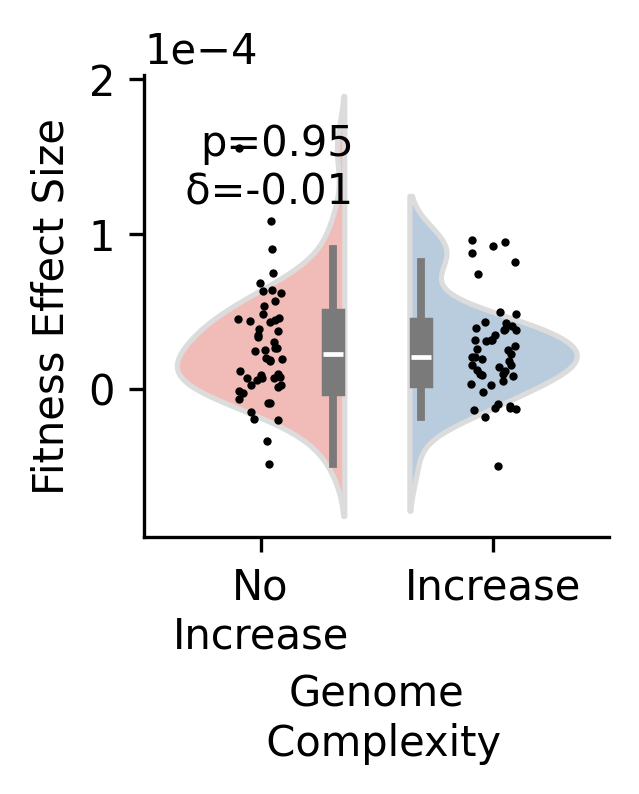 1e−4
2
1
0
Fitness Effect Size
p=0.95
δ=-0.01
No
Increase
Increase
Genome
Complexity